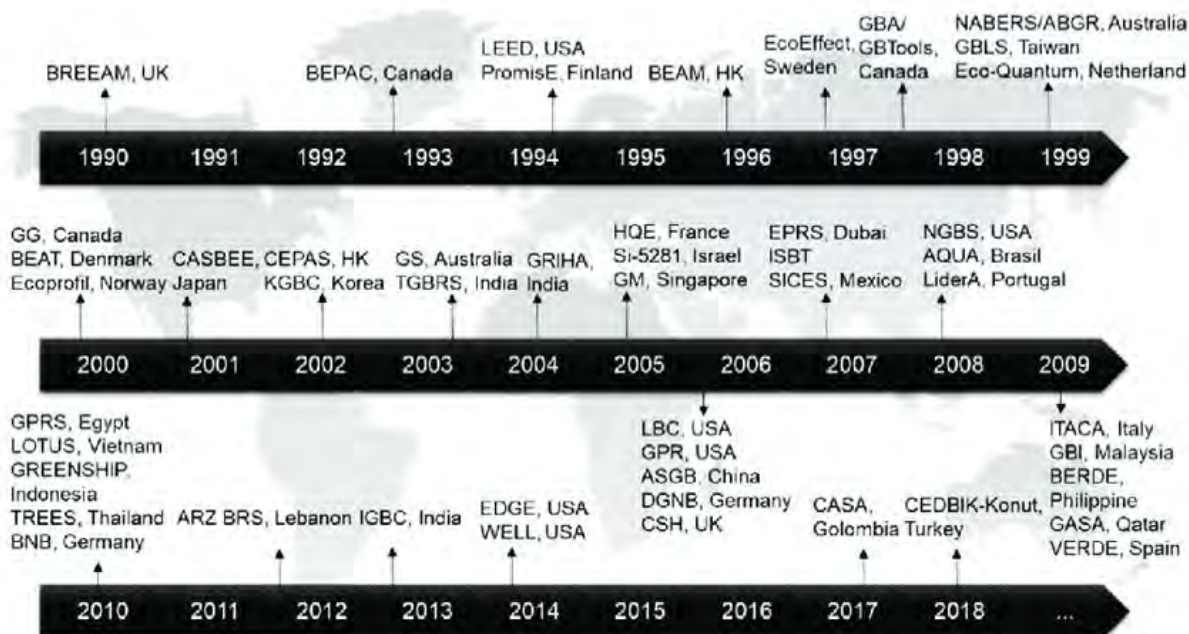 BREEAM, UK
BEPAC, Canada
LEED, USA
PromisE, Finland
BEAM, HK
EcoEffect,
Sweden
GBA/
GBTools,
Canada
NABERS/ABGR, Australia
GBLS, Taiwan
Eco-Quantum, Netherland
1990 1991 1992 1993 1994 1995 1996 1997 1998 1999
GG, Canada
BEAT, Denmark
Ecoprofil, Norway
CASBEE,
Japan
CEPAS, HK
KGBC, Korea
GS, Australia
TGBRS, India
GRIHA,
India
HQE, France
Si-5281, Israel
GM, Singapore
EPRS, Dubai
ISBT
SICES, Mexico
NGBS, USA
AQUA, Brasil
LiderA, Portugal
2000 2001 2002 2003 2004 2005 2006 2007 2008 2009
GPRS, Egypt
LOTUS, Vietnam
GREENSHIP,
Indonesia
TREES, Thailand
BNB, Germany
ARZ BRS, Lebanon
IGBC, India
EDGE, USA
WELL, USA
LBC, USA
GPR, USA
ASGB, China
DGNB, Germany
CSH, UK
CASA,
Golombia
CEDBIK-Konut,
Turkey
ITACA, Italy
GBI, Malaysia
BERDE,
Philippine
GASA, Qatar
VERDE, Spain
2010 2011 2012 2013 2014 2015 2016 2017 2018 ...